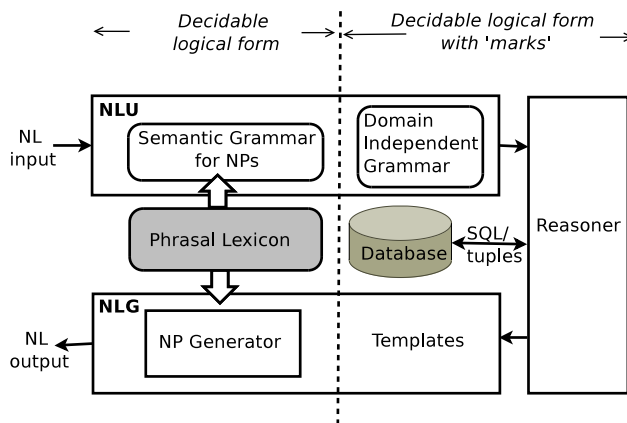 Decidable
logical form
Decidable logical form
with 'marks'
NLU
NL
input
Semantic Grammar
for NPs
Domain
Independent
Grammar
Phrasal Lexicon
Database
SQL/
tuples
Reasoner
NLG
NL
output
NP Generator
Templates